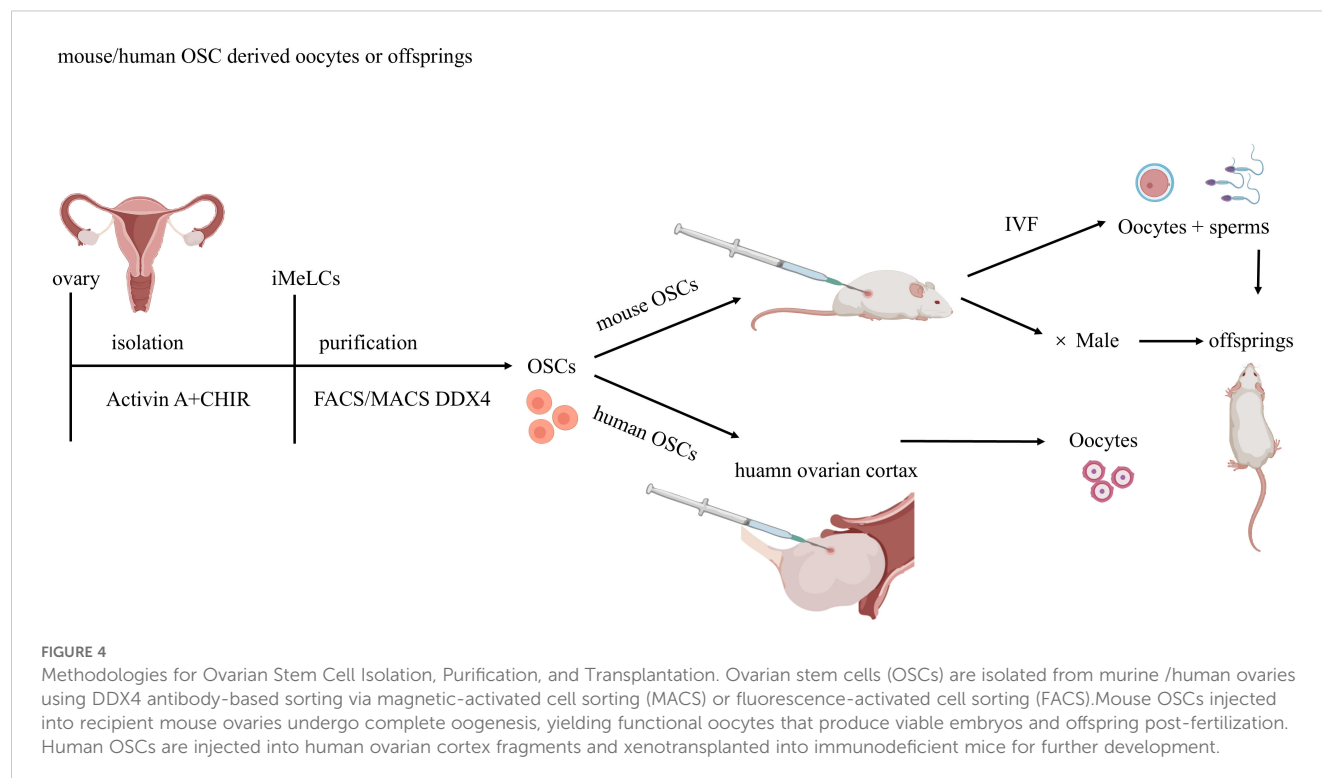 mouse/human OSC derived oocytes or offsprings
IVF
Oocytes + sperms
ovary
iMeLCs
mouse OSCs
isolation
purification
OSCs
× Male
offsprings
Activin A+CHIR
FACS/MACS DDX4
human OSCs
huamn ovarian cortax
Oocytes
FIGURE 4
Methodologies for Ovarian Stem Cell Isolation, Purification, and Transplantation. Ovarian stem cells (OSCs) are isolated from murine /human ovaries
using DDX4 antibody-based sorting via magnetic-activated cell sorting (MACS) or fluorescence-activated cell sorting (FACS).Mouse OSCs injected
into recipient mouse ovaries undergo complete oogenesis, yielding functional oocytes that produce viable embryos and offspring post-fertilization.
Human OSCs are injected into human ovarian cortex fragments and xenotransplanted into immunodeficient mice for further development.